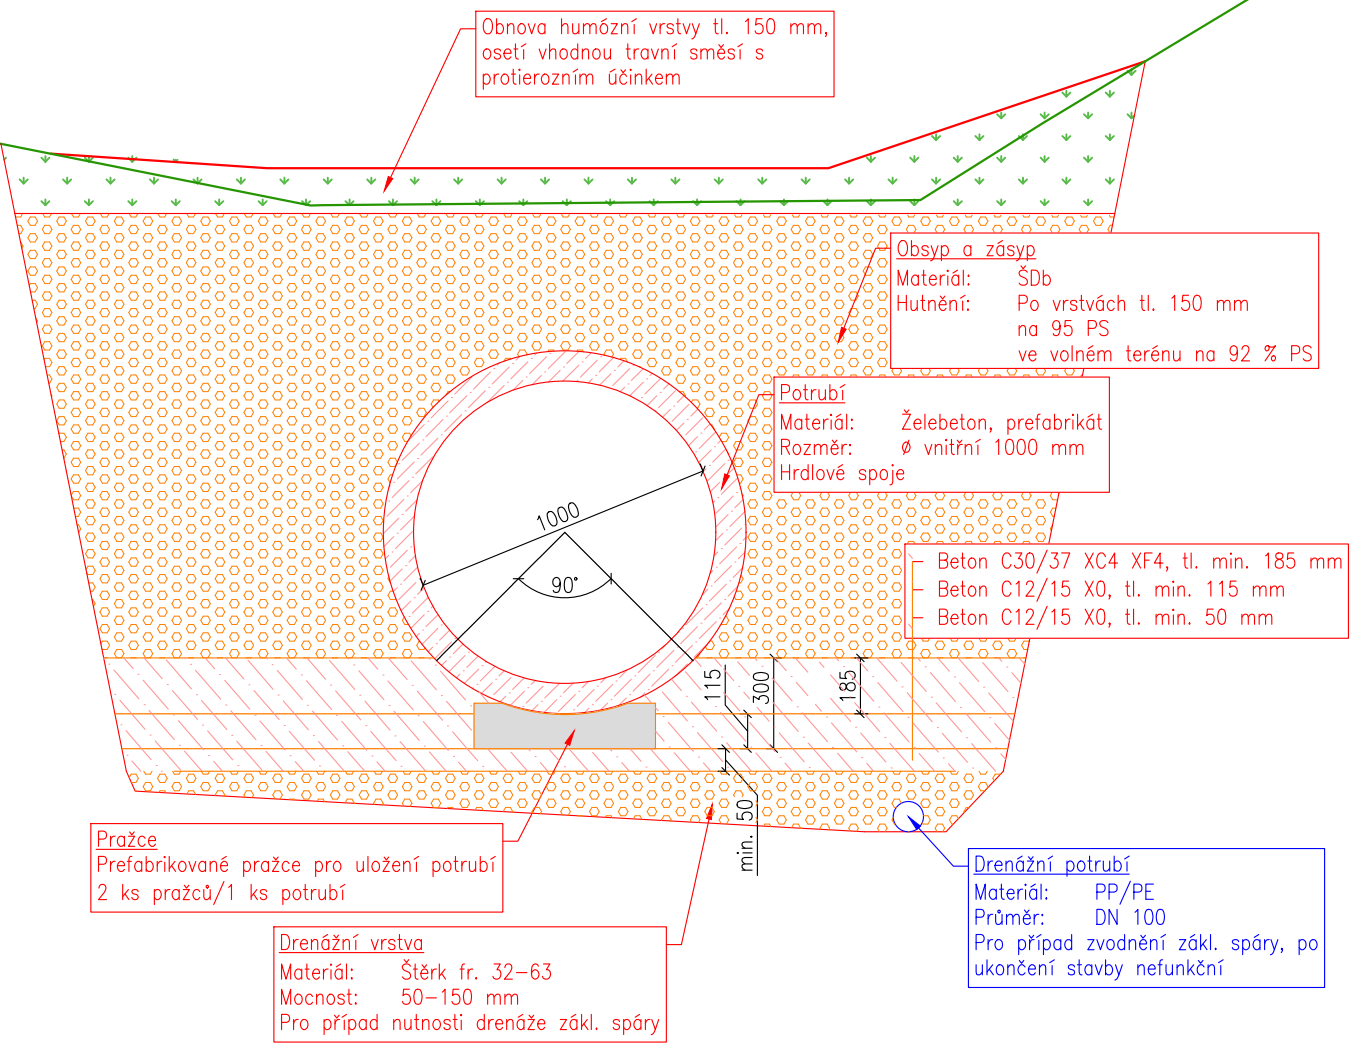 Obnova humózní vrstvy tl. 150 mm,
osetí vhodnou travní směsí s
protierozním účinkem
Obsyp a zásyp
Materiál: ŠDb
Hutnění: Po vrstvách tl. 150 mm
na 95 PS
ve volném terénu na 92 % PS
Potrubí
Materiál: Želebeton, prefabrikát
Rozměr: ø vnitřní 1000 mm
Hrdlové spoje
1000
90°
Beton C30/37 XC4 XF4, tl. min. 185 mm
Beton C12/15 X0, tl. min. 115 mm
Beton C12/15 X0, tl. min. 50 mm
115
300
185
min. 50
Pražce
Prefabrikované pražce pro uložení potrubí
2 ks pražců/1 ks potrubí
Drenážní potrubí
Materiál: PP/PE
Průměr: DN 100
Pro případ zvodnění zákl. spáry, po
ukončení stavby nefunkční
Drenážní vrstva
Materiál: Štěrk fr. 32-63
Mocnost: 50-150 mm
Pro případ nutnosti drenáže zákl. spáry